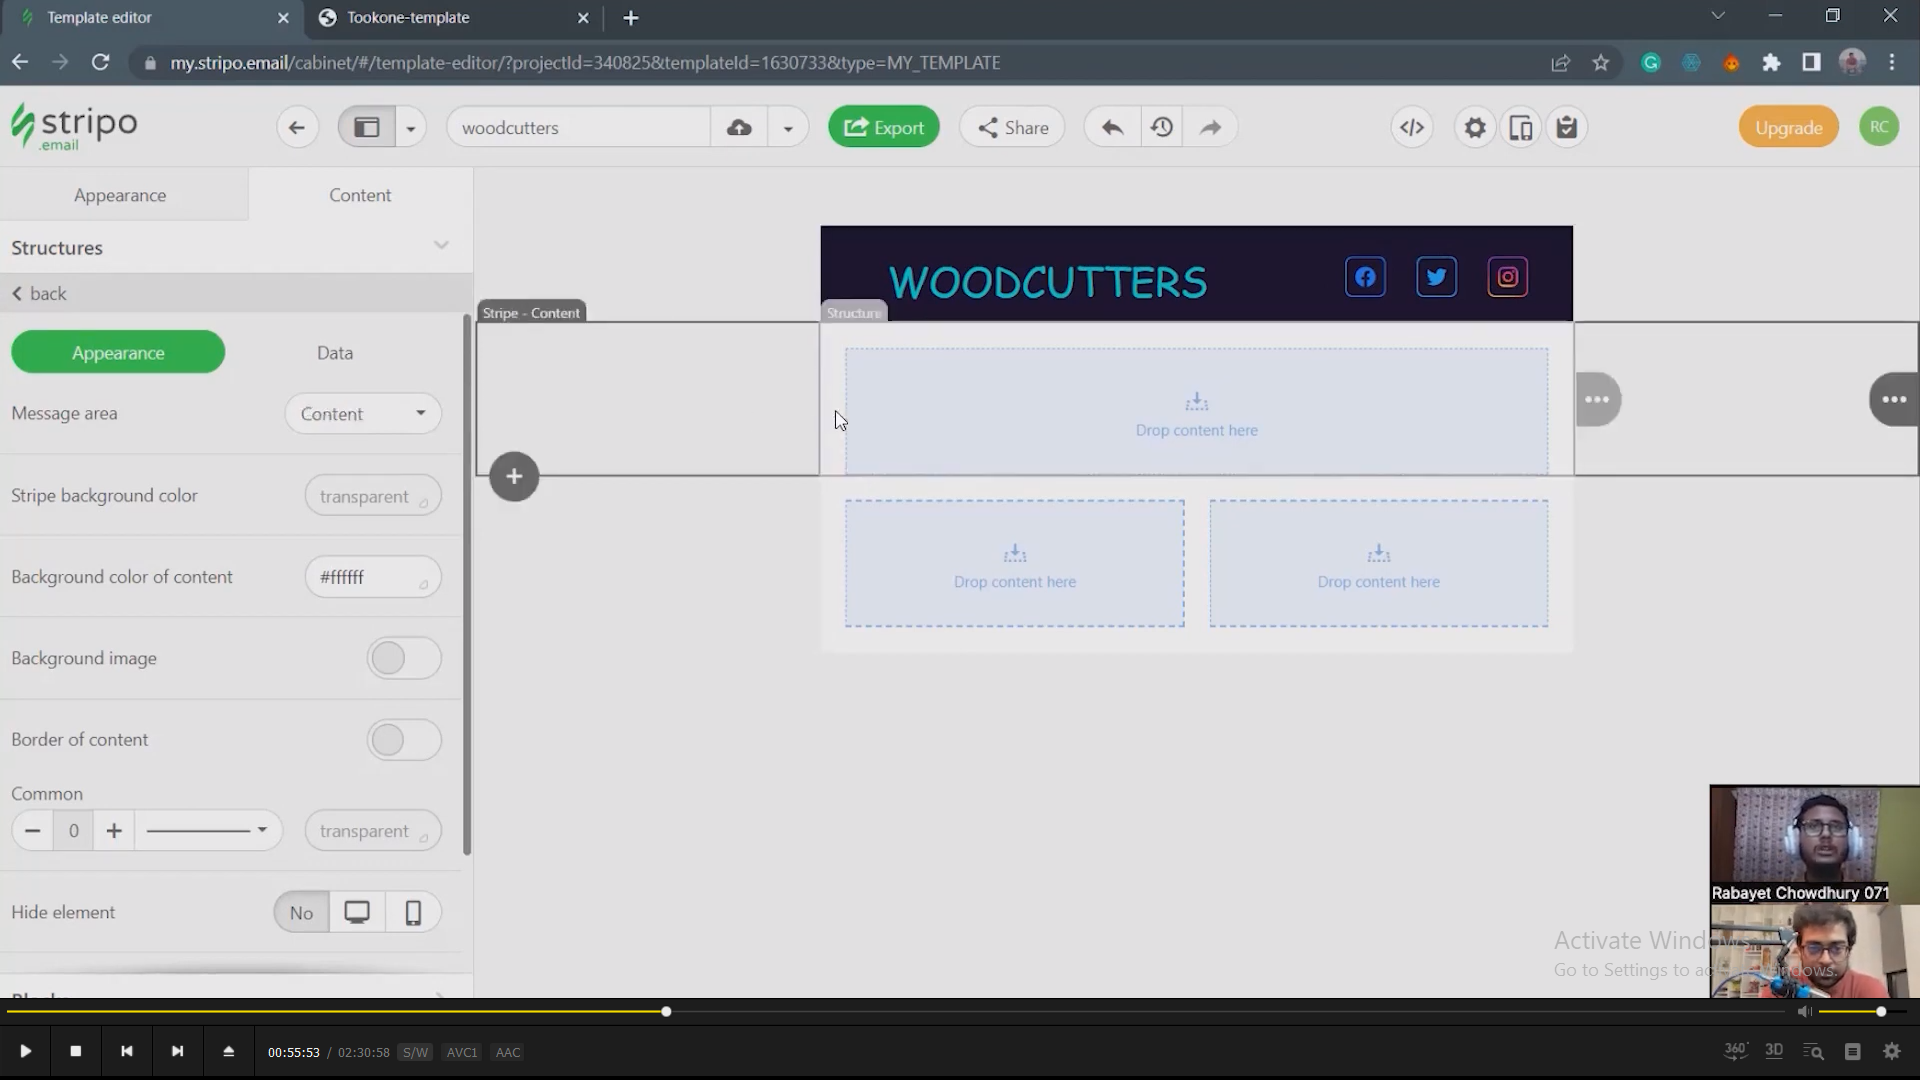 Template editor
Tookone-template
my.stripo.email/cabinet/#/template-editor/?projectId=340825&templateId=1630733&type=MY_TEMPLATE
stripo
.email
woodcutters
Export
Share
Upgrade
RC
Appearance
Content
Structures
back
Appearance
Data
Message area
Content
Stripe background color
transparent
Background color of content
#ffffff
Background image
Border of content
Common
0
transparent
Hide element
No
WOODCUTTERS
Stripe - Content
Structure
Drop content here
Drop content here
Drop content here
Rabayet Chowdhury 071
Activate Windows
Go to Settings to activate Windows.
00:55:53 / 02:30:58 S/W AVC1 AAC
360°
3D